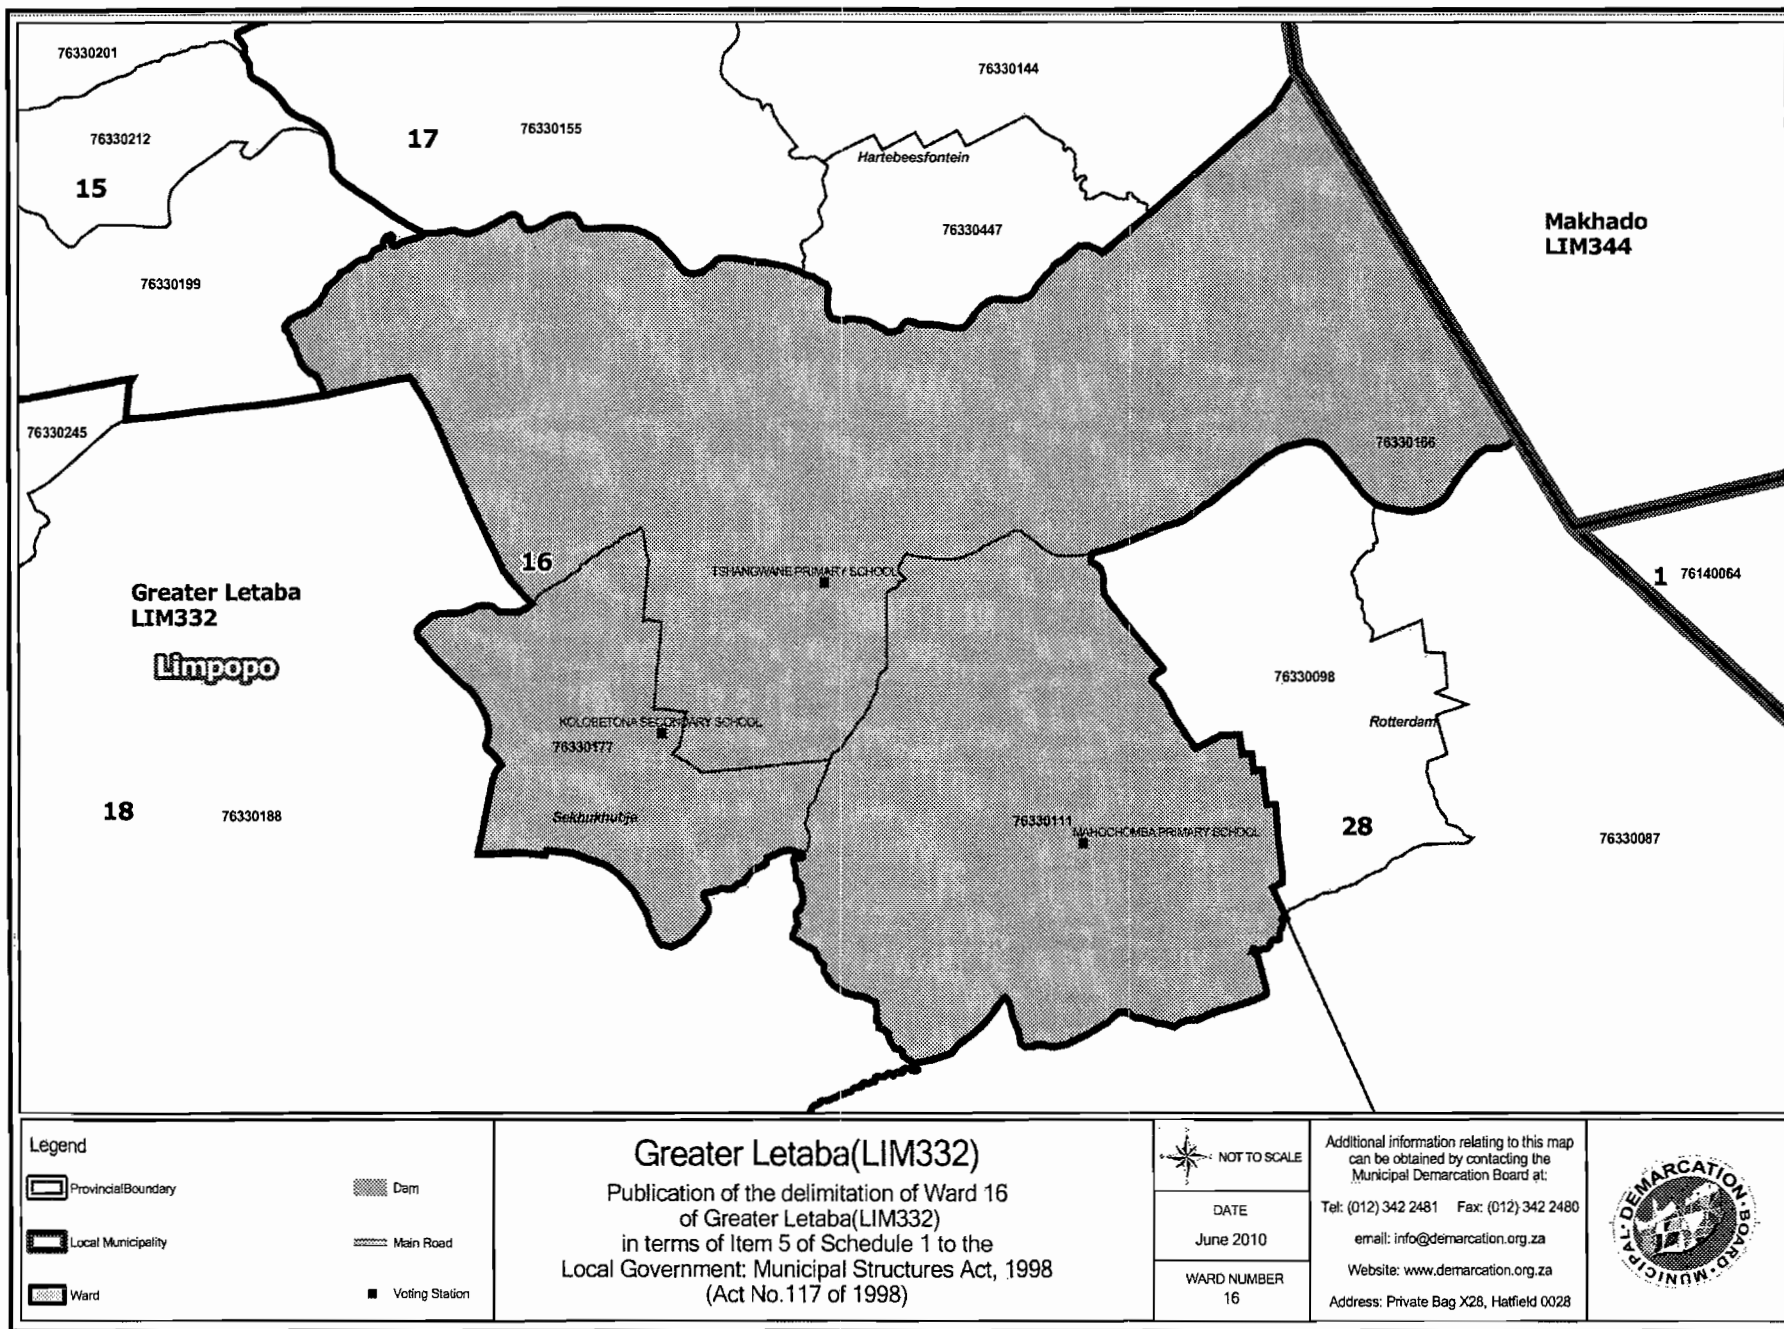 76330201
76330144
76330212
17
76330155
Hartebeesfontein
15
76330447
Makhado
LIM344
76330199
76330245
76330166
16
TSHANGWANE PRIMARY SCHOOL
1
76140064
Greater Letaba
LIM332
Limpopo
76330098
KOLOBETONA SECONDARY SCHOOL
76330177
Rotterdam
18
76330188
Sekhukhubje
76330111
MAHOCHOMBA PRIMARY SCHOOL
28
76330087
Legend
ProvincialBoundary
Dam
Local Municipality
Main Road
Ward
Voting Station
Greater Letaba(LIM332)
Publication of the delimitation of Ward 16
of Greater Letaba(LIM332)
in terms of Item 5 of Schedule 1 to the
Local Government: Municipal Structures Act, 1998
(Act No.117 of 1998)
NOT TO SCALE
DATE
June 2010
WARD NUMBER
16
Additional information relating to this map
can be obtained by contacting the
Municipal Demarcation Board at:
Tel: (012) 342 2481 Fax: (012) 342 2480
email: info@demarcation.org.za
Website: www.demarcation.org.za
Address: Private Bag X28, Hatfield 0028
MUNICIPAL DEMARCATION BOARD